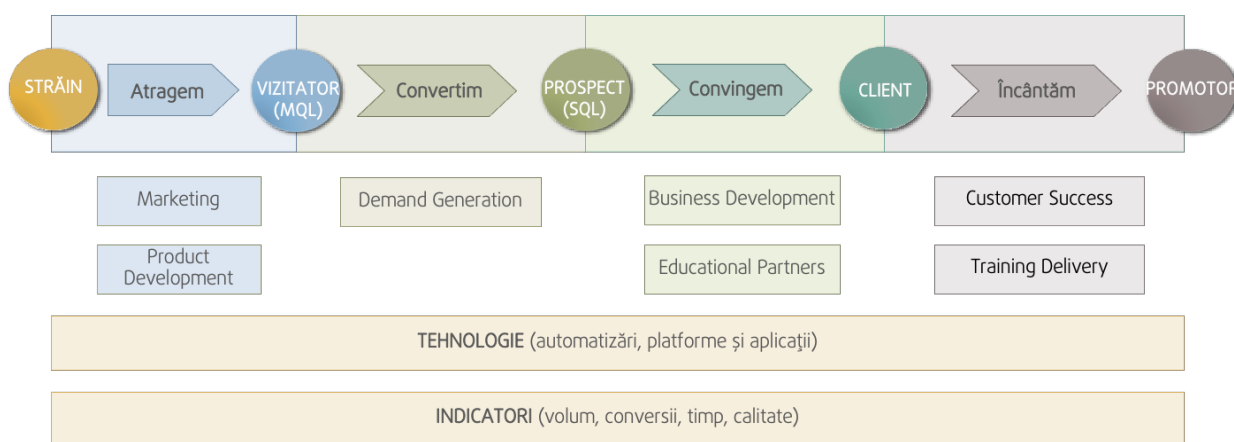 STRĂIN
Atragem
VIZITATOR
(MQL)
Convertim
PROSPECT
(SQL)
Convingem
CLIENT
Încântăm
PROMOTOR
Marketing
Demand Generation
Business Development
Customer Success
Product
Development
Educational Partners
Training Delivery
TEHNOLOGIE (automatizări, platforme și aplicaţii)
INDICATORI (volum, conversii, timp, calitate)